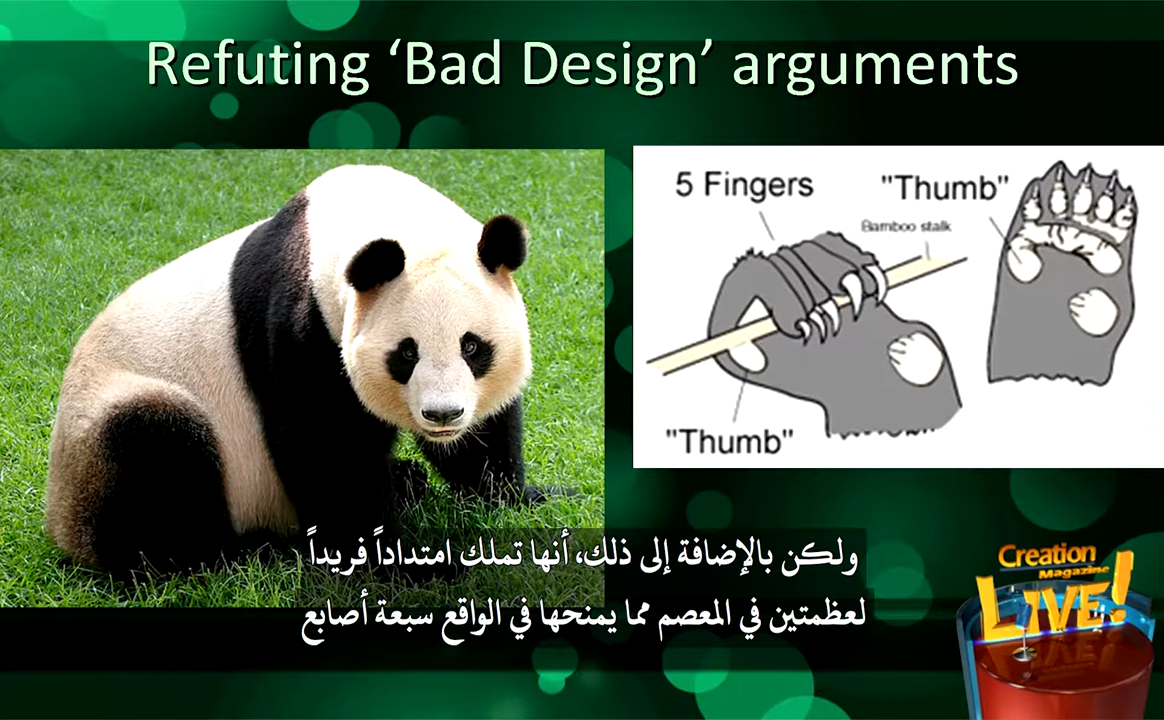 Refuting ‘Bad Design’ arguments
5 Fingers
"Thumb"
Bamboo stalk
"Thumb"
ولكن بالإضافة إلى ذلك، أنها تملك امتداداً فريداً
لعظمتين في المعصم مما يمنحها في الواقع سبعة أصابع
Creation
Magazine
LIVE!